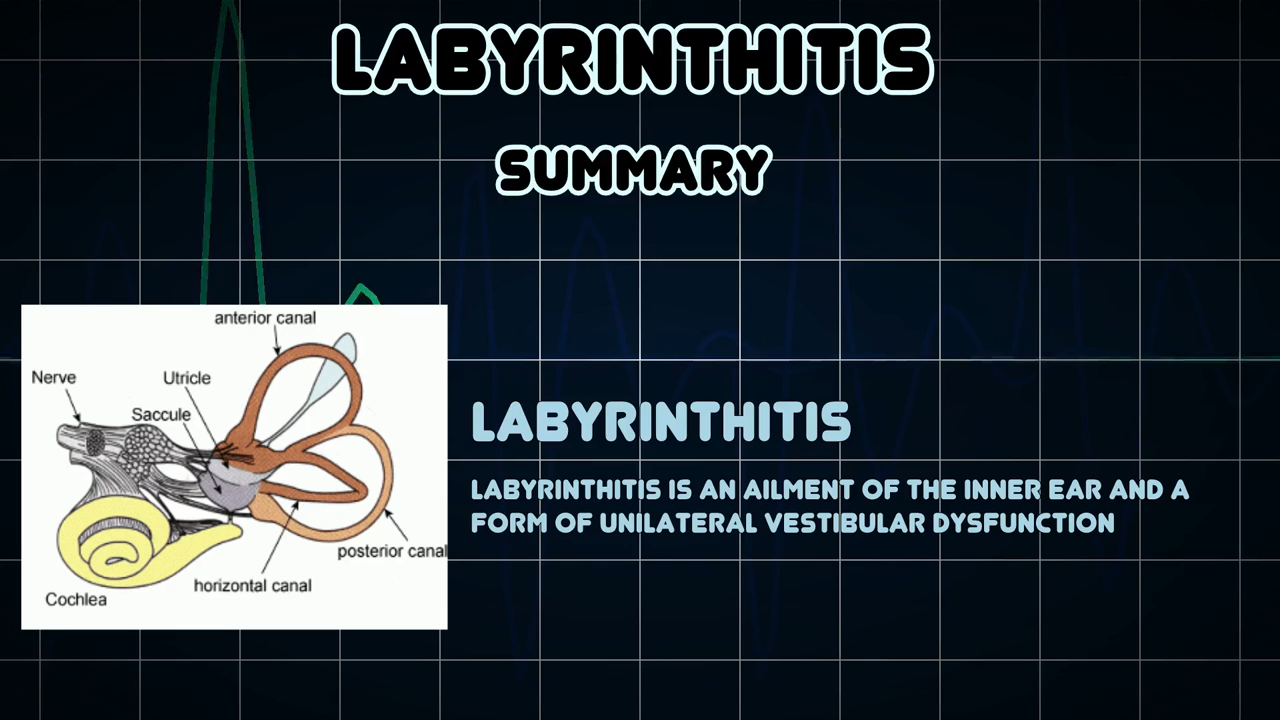 LABYRINTHITIS
SUMMARY
anterior canal
Nerve
Utricle
Saccule
posterior canal
horizontal canal
Cochlea
LABYRINTHITIS
LABYRINTHITIS IS AN AILMENT OF THE INNER EAR AND A
FORM OF UNILATERAL VESTIBULAR DYSFUNCTION